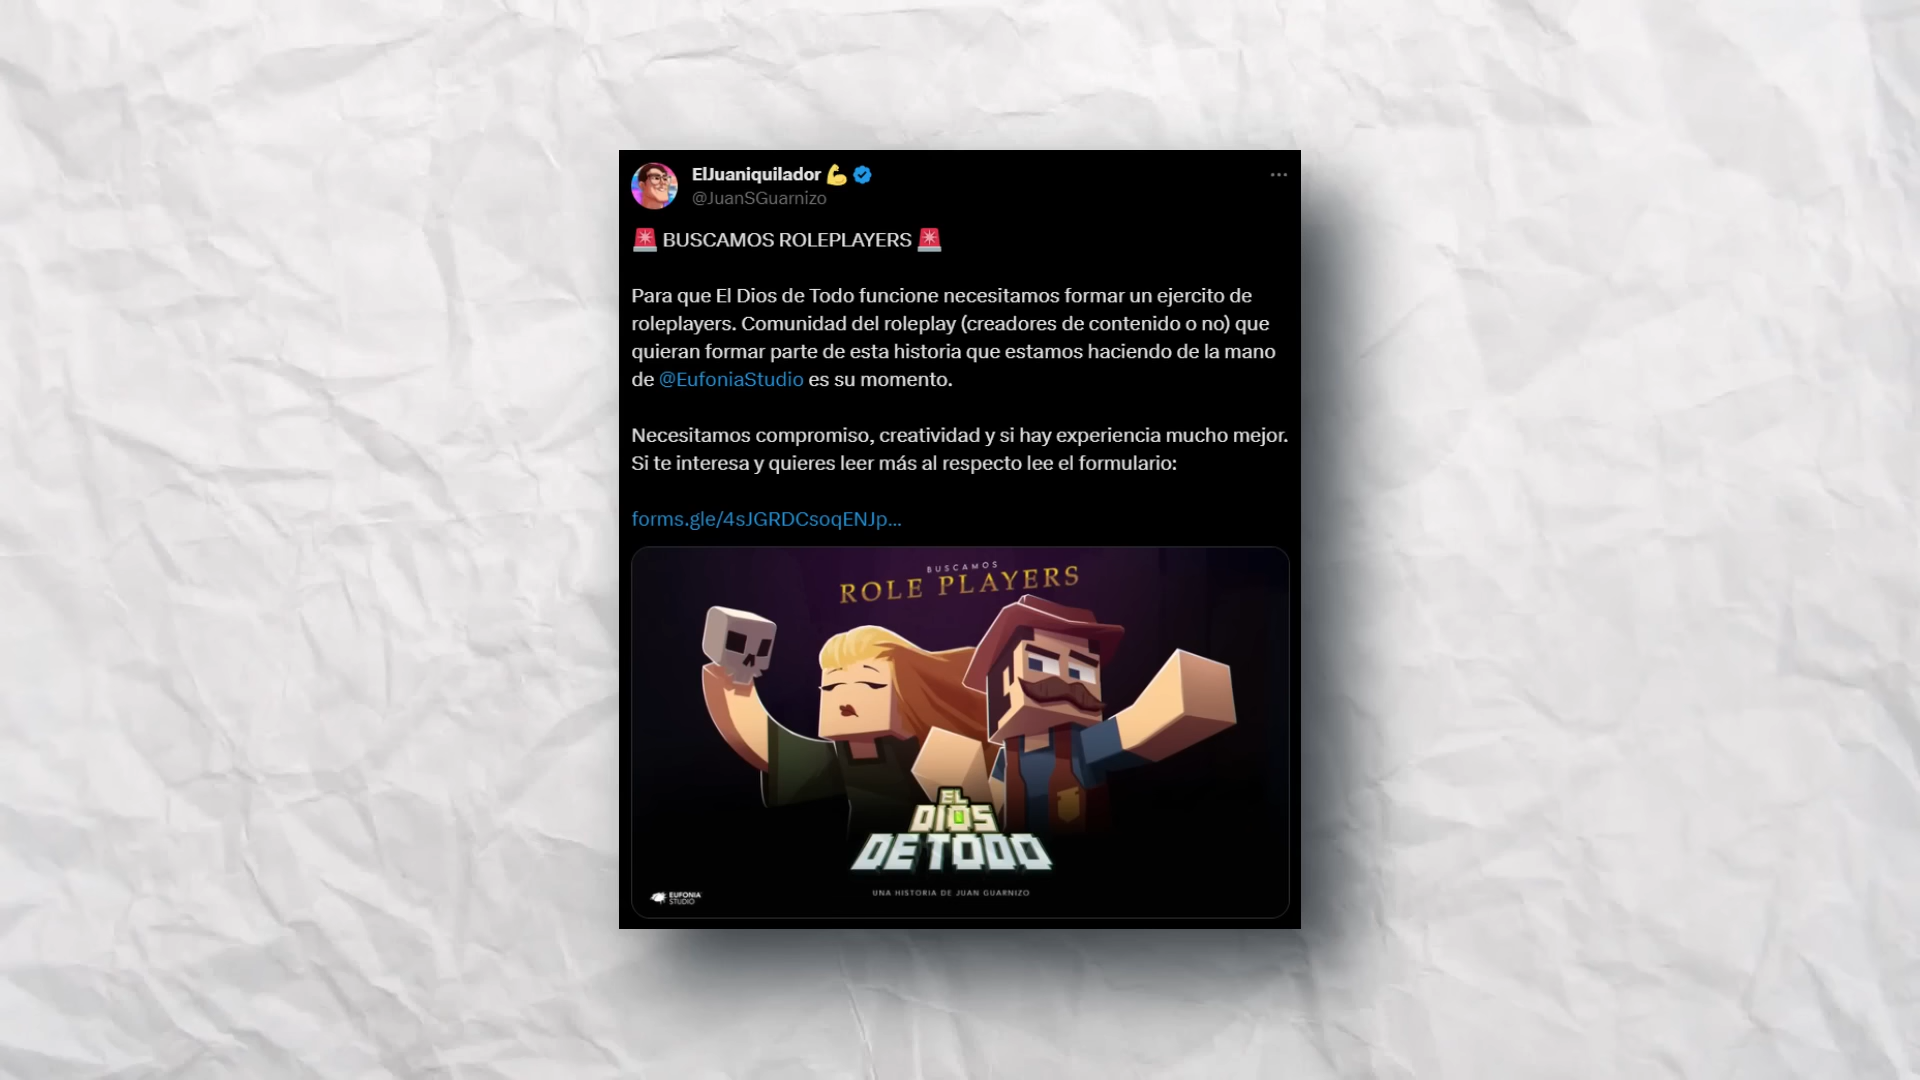 ElJuaniquilador 💪
@JuanSGuarnizo
🚨 BUSCAMOS ROLEPLAYERS 🚨
Para que El Dios de Todo funcione necesitamos formar un ejercito de
roleplayers. Comunidad del roleplay (creadores de contenido o no) que
quieran formar parte de esta historia que estamos haciendo de la mano
de @EufoniaStudio es su momento.
Necesitamos compromiso, creatividad y si hay experiencia mucho mejor.
Si te interesa y quieres leer más al respecto lee el formulario:
forms.gle/4sJGRDCsoqENJp...
BUSCAMOS
ROLE PLAYERS
EL
DIOS
DE TODO
UNA HISTORIA DE JUAN GUARNIZO
EUFONIA
STUDIO